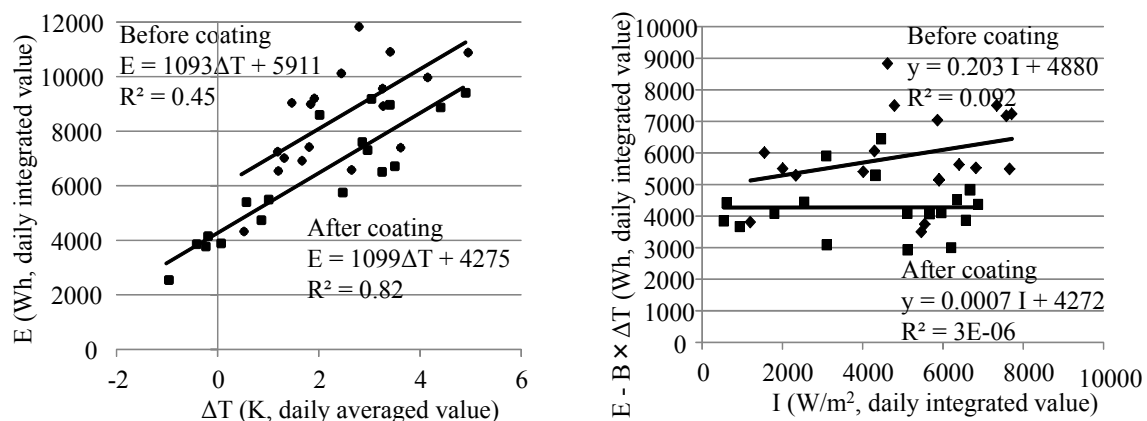 E (Wh, daily integrated value)
12000
10000
8000
6000
4000
2000
0
Before coating
E = 1093ΔT + 5911
R² = 0.45
After coating
E = 1099ΔT + 4275
R² = 0.82
-2 0 2 4 6
ΔT (K, daily averaged value)
E - B× ΔT (Wh, daily integrated value)
10000
9000
8000
7000
6000
5000
4000
3000
2000
1000
0
Before coating
y = 0.203 I + 4880
R² = 0.092
After coating
y = 0.0007 I + 4272
R² = 3E-06
0 2000 4000 6000 8000 10000
I (W/m², daily integrated value)